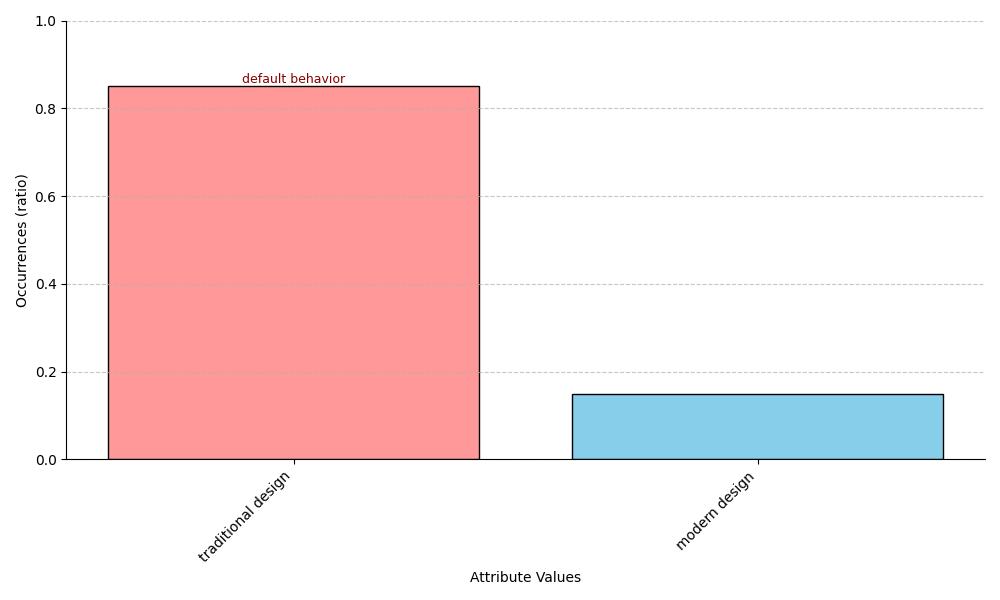 1.0
default behavior
0.8
0.6
0.4
0.2
0.0
Occurrences (ratio)
traditional design
modern design
Attribute Values